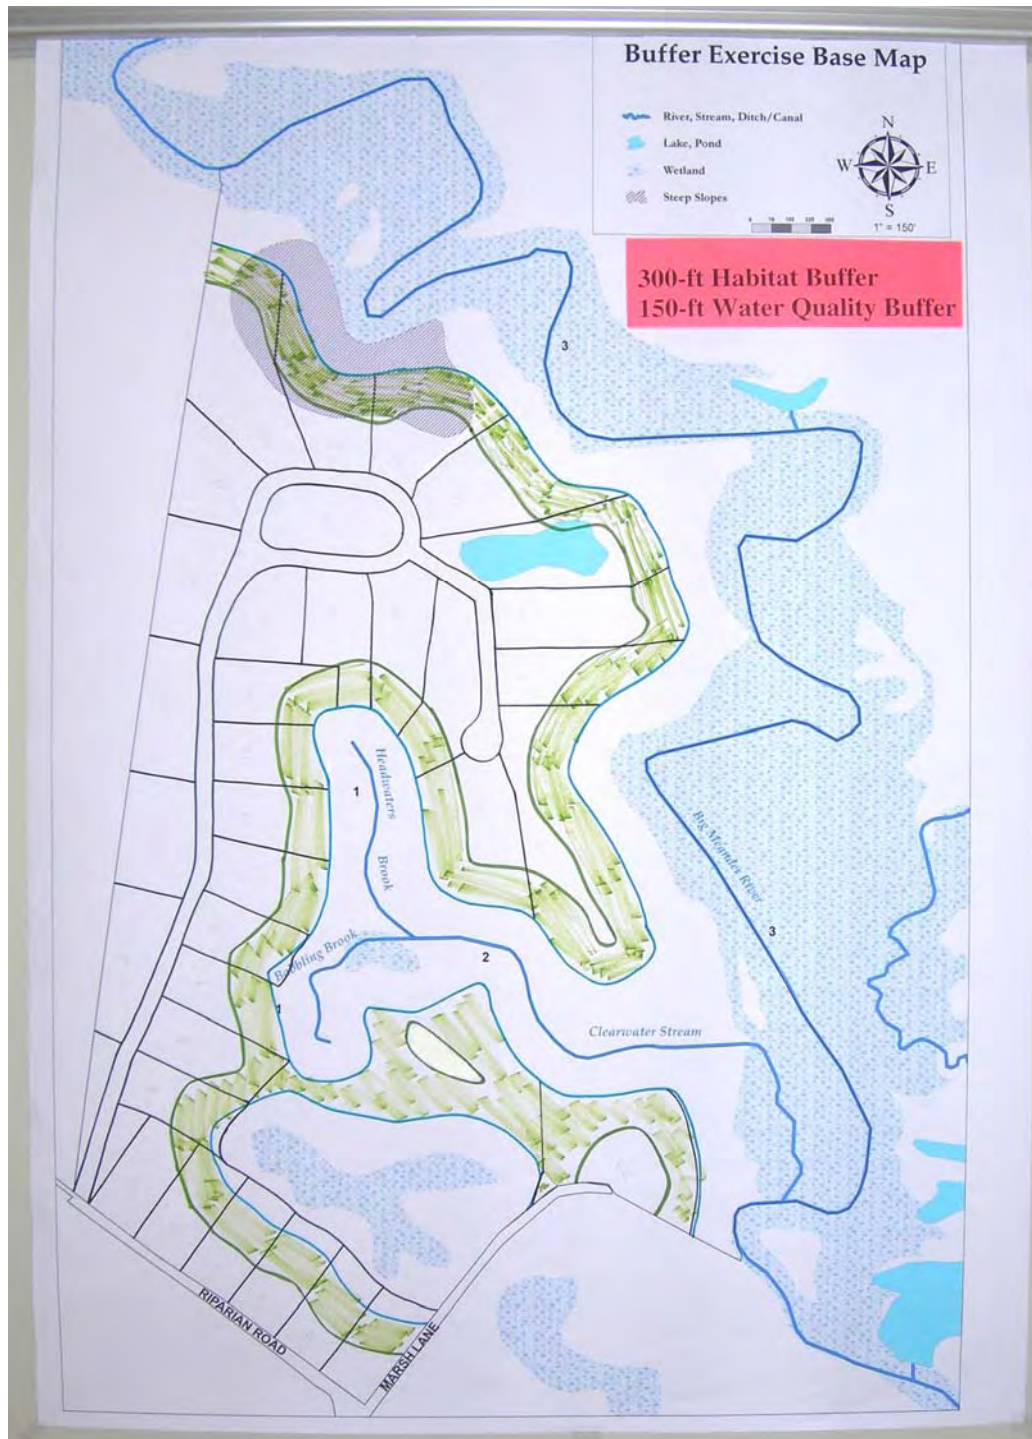 Buffer Exercise Base Map
River, Stream, Ditch/Canal
Lake, Pond
Wetland
Steep Slopes
N
W E
S
1" = 150'
300-ft Habitat Buffer
150-ft Water Quality Buffer
3
Headwaters
Brook
1
Big Meander River
3
Babbling Brook
2
1
Clearwater Stream
RIPARIAN ROAD
MARSH LANE